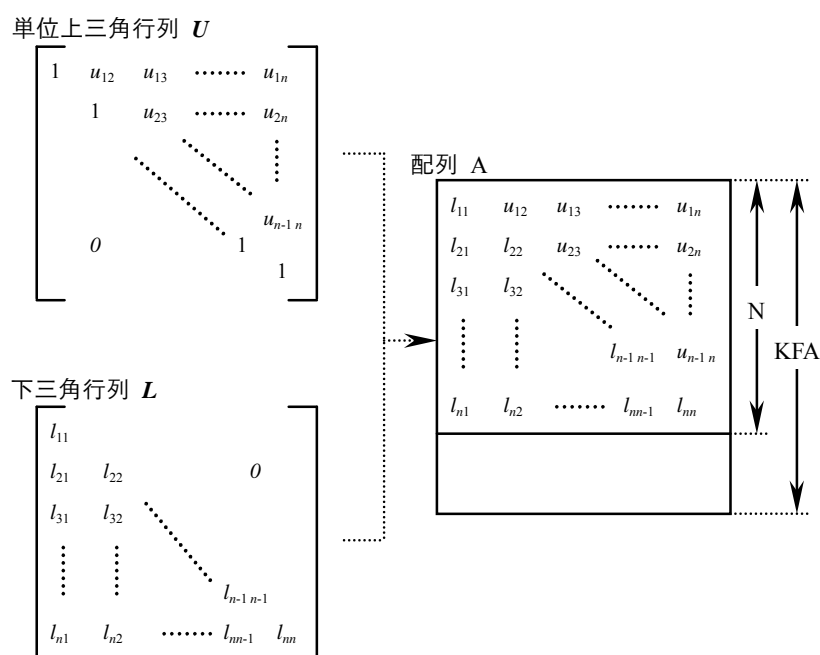 単位上三角行列 U
1 u12 u13 ······· u1n
1 u23 ······· u2n
un-1 n
0 1
1
下三角行列 L
l11
l21 l22 0
l31 l32
ln-1 n-1
ln1 ln2 ······· lnn-1 lnn
配列 A
l11 u12 u13 ······· u1n
l21 l22 u23 ······· u2n
l31 l32
ln-1 n-1 un-1 n
ln1 ln2 ······· lnn-1 lnn
N
KFA